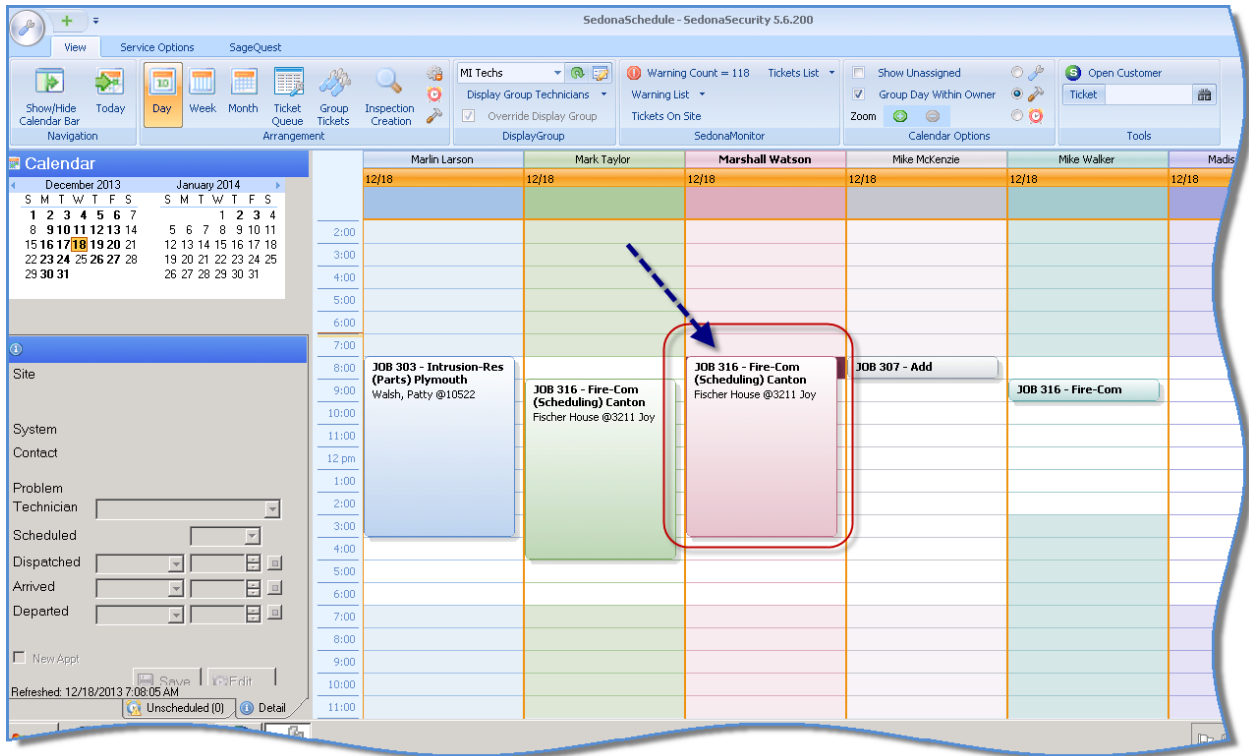 SedonaSchedule - SedonaSecurity 5.6.200
View Service Options SageQuest
Show/Hide Calendar Bar
Today
Navigation
10
Day
Week
Month
Ticket Queue
Arrangement
Group Tickets
Inspection Creation
MI Techs
Display Group Technicians
Override Display Group
DisplayGroup
Warning Count = 118 Tickets List
Warning List
Tickets On Site
SedonaMonitor
Show Unassigned
Group Day Within Owner
Zoom
Calendar Options
S Open Customer
Ticket
Tools
Calendar
December 2013 January 2014
S M T W T F S S M T W T F S
1 2 3 4 5 6 7 1 2 3 4
8 9 10 11 12 13 14 5 6 7 8 9 10 11
15 16 17 18 19 20 21 12 13 14 15 16 17 18
22 23 24 25 26 27 28 19 20 21 22 23 24 25
29 30 31 26 27 28 29 30 31
Site
System
Contact
Problem
Technician
Scheduled
Dispatched
Arrived
Departed
New Appt
Save Edit
Refreshed: 12/18/2013 7:08:05 AM
Unscheduled (0) Detail
Marlin Larson Mark Taylor Marshall Watson Mike McKenzie Mike Walker Madis
12/18 12/18 12/18 12/18 12/18 12/18
2:00
3:00
4:00
5:00
6:00
7:00
8:00
9:00
10:00
11:00
12 pm
1:00
2:00
3:00
4:00
5:00
6:00
7:00
8:00
9:00
10:00
11:00
JOB 303 - Intrusion-Res
(Parts) Plymouth
Walsh, Patty @10522
JOB 316 - Fire-Com
(Scheduling) Canton
Fischer House @3211 Joy
JOB 316 - Fire-Com
(Scheduling) Canton
Fischer House @3211 Joy
JOB 307 - Add
JOB 316 - Fire-Com